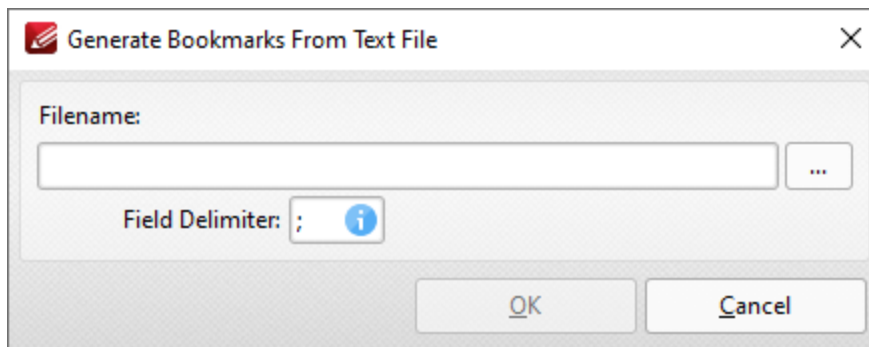 Generate Bookmarks From Text File
Filename:
...
Field Delimiter: ;
OK
Cancel